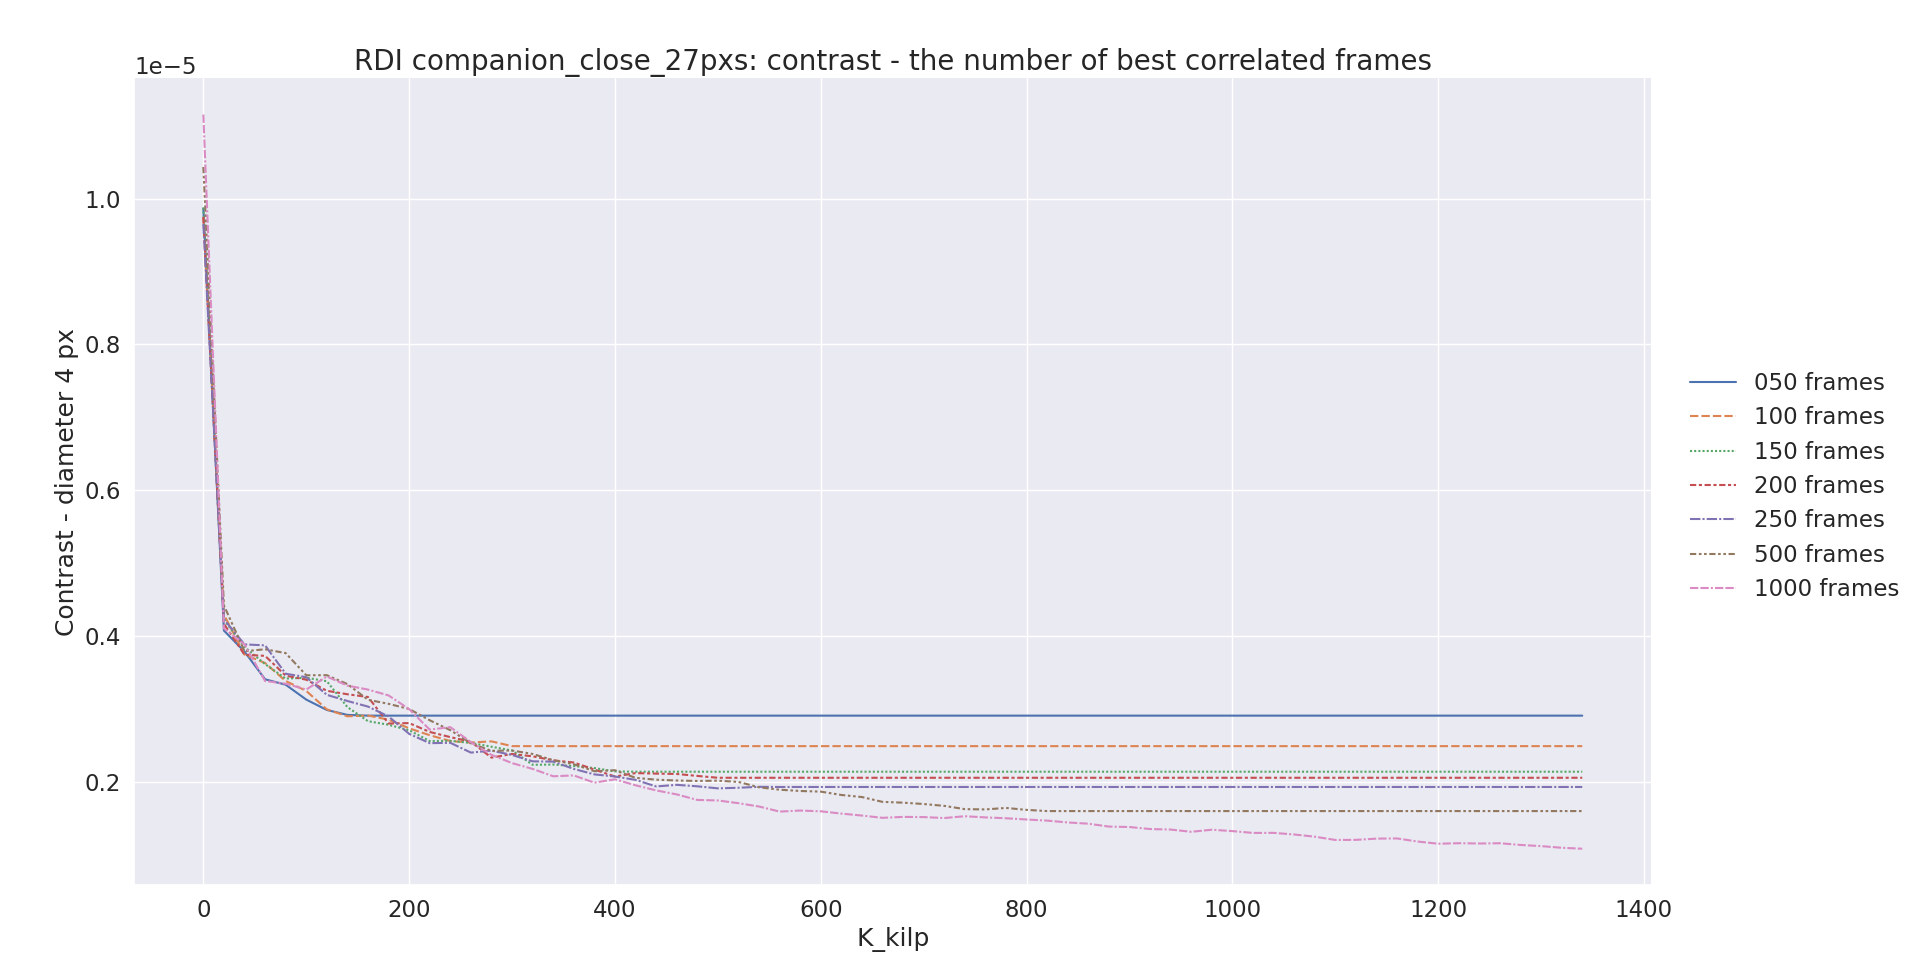 RDI companion_close_27pxs: contrast - the number of best correlated frames
1e−5
Contrast - diameter 4 px
1.0
0.8
0.6
0.4
0.2
0 200 400 600 800 1000 1200 1400
K_kilp
050 frames
100 frames
150 frames
200 frames
250 frames
500 frames
1000 frames